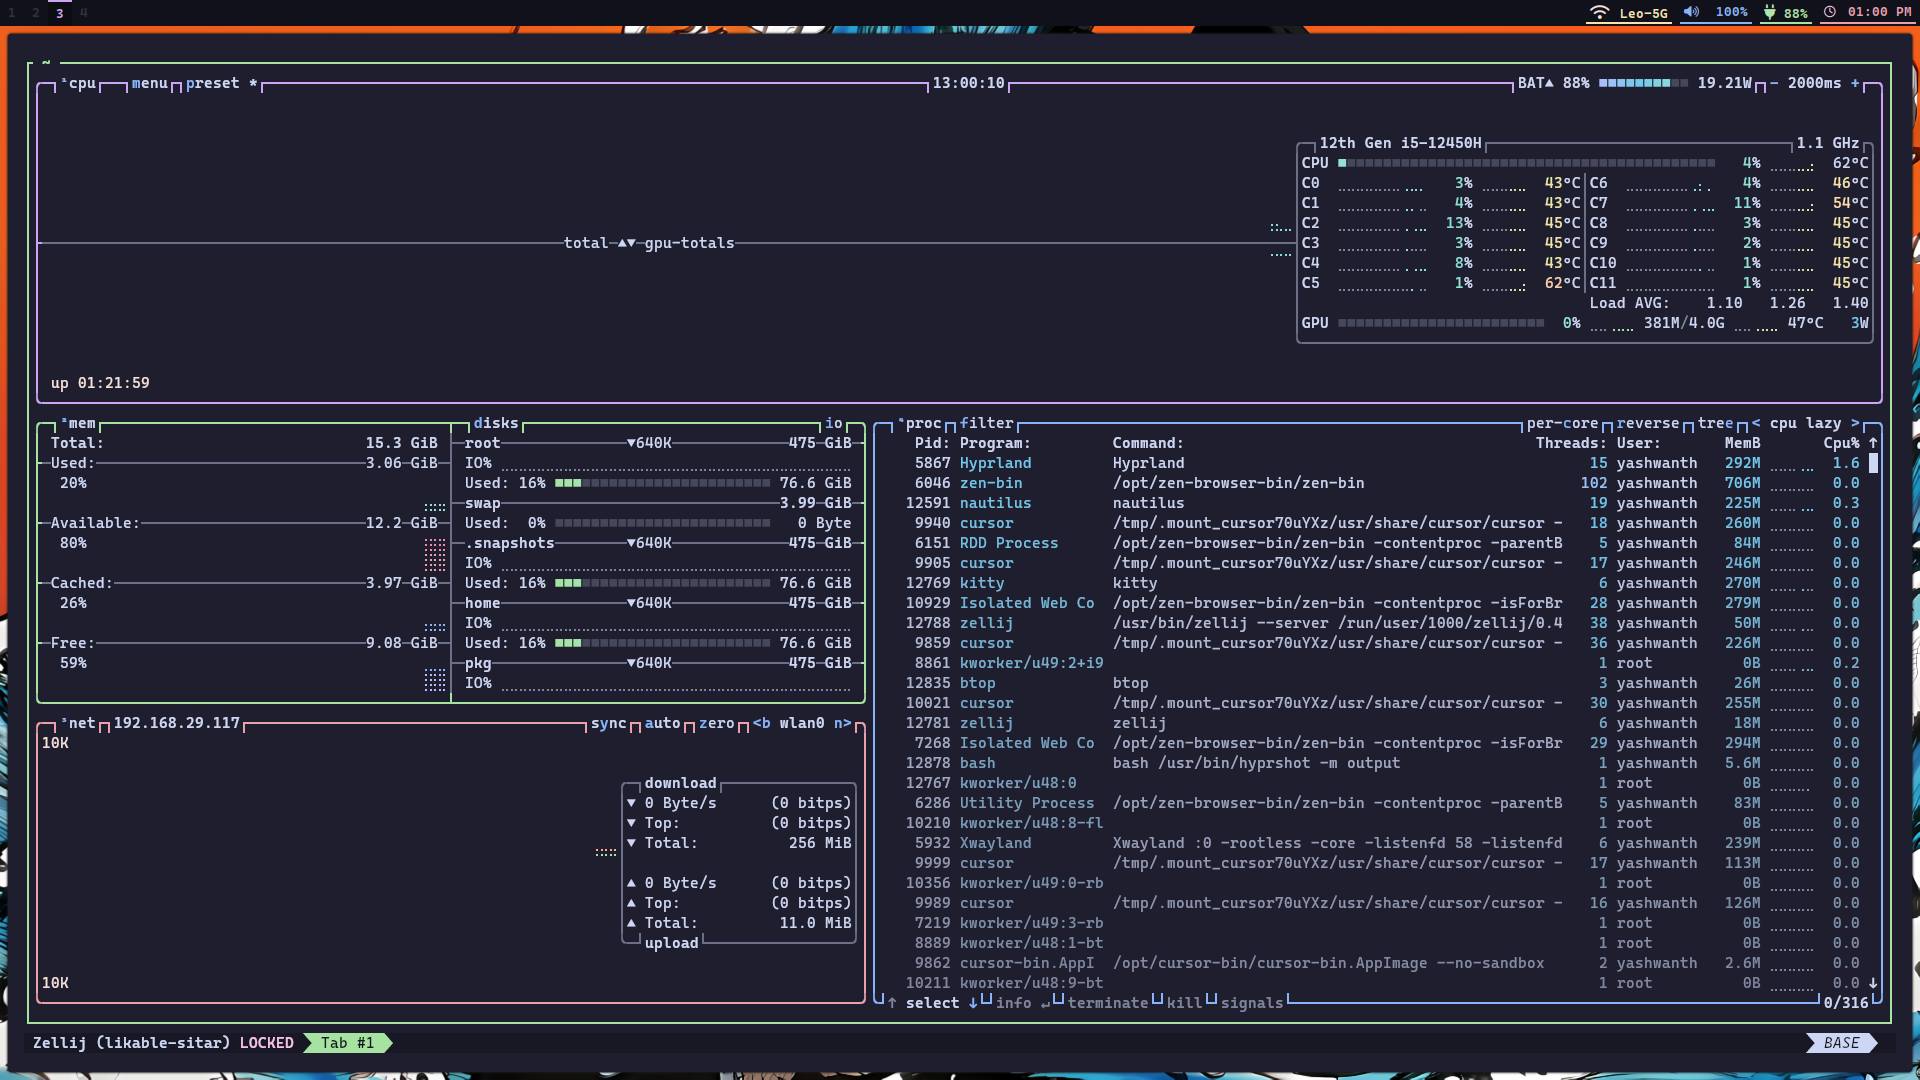 1 2 3 4 Leo-5G 100% 88% 01:00 PM
~
¹cpu menu preset * 13:00:10 BAT▲ 88% 19.21W - 2000ms +
12th Gen i5-12450H 1.1 GHz
CPU 4% 62°C
C0 3% 43°C C6 4% 46°C
C1 4% 43°C C7 11% 54°C
C2 13% 45°C C8 3% 45°C
total ▲▼ gpu-totals C3 3% 45°C C9 2% 45°C
C4 8% 43°C C10 1% 45°C
C5 1% 62°C C11 1% 45°C
Load AVG: 1.10 1.26 1.40
GPU 0% 381M/4.0G 47°C 3W
up 01:21:59
²mem
Total: 15.3 GiB
Used: 3.06 GiB
20%
Available: 12.2 GiB
80%
Cached: 3.97 GiB
26%
Free: 9.08 GiB
59%
disks io
root ▼640K 475 GiB
IO%
Used: 16% 76.6 GiB
swap 3.99 GiB
Used: 0% 0 Byte
.snapshots ▼640K 475 GiB
IO%
Used: 16% 76.6 GiB
home ▼640K 475 GiB
IO%
Used: 16% 76.6 GiB
pkg ▼640K 475 GiB
IO%
³net 192.168.29.117 sync auto zero <b wlan0 n>
10K
download
▼ 0 Byte/s (0 bitps)
▼ Top: (0 bitps)
▼ Total: 256 MiB
▲ 0 Byte/s (0 bitps)
▲ Top: (0 bitps)
▲ Total: 11.0 MiB
upload
10K
⁴proc filter per-core reverse tree < cpu lazy >
Pid: Program: Command: Threads: User: MemB Cpu% ↑
5867 Hyprland Hyprland 15 yashwanth 292M 1.6
6046 zen-bin /opt/zen-browser-bin/zen-bin 102 yashwanth 706M 0.0
12591 nautilus nautilus 19 yashwanth 225M 0.3
9940 cursor /tmp/.mount_cursor70uYXz/usr/share/cursor/cursor - 18 yashwanth 260M 0.0
6151 RDD Process /opt/zen-browser-bin/zen-bin -contentproc -parentB 5 yashwanth 84M 0.0
9905 cursor /tmp/.mount_cursor70uYXz/usr/share/cursor/cursor - 17 yashwanth 246M 0.0
12769 kitty kitty 6 yashwanth 270M 0.0
10929 Isolated Web Co /opt/zen-browser-bin/zen-bin -contentproc -isForBr 28 yashwanth 279M 0.0
12788 zellij /usr/bin/zellij --server /run/user/1000/zellij/0.4 38 yashwanth 50M 0.0
9859 cursor /tmp/.mount_cursor70uYXz/usr/share/cursor/cursor - 36 yashwanth 226M 0.0
8861 kworker/u49:2+i9 1 root 0B 0.2
12835 btop btop 3 yashwanth 26M 0.0
10021 cursor /tmp/.mount_cursor70uYXz/usr/share/cursor/cursor - 30 yashwanth 255M 0.0
12781 zellij zellij 6 yashwanth 18M 0.0
7268 Isolated Web Co /opt/zen-browser-bin/zen-bin -contentproc -isForBr 29 yashwanth 294M 0.0
12878 bash bash /usr/bin/hyprshot -m output 1 yashwanth 5.6M 0.0
12767 kworker/u48:0 1 root 0B 0.0
6286 Utility Process /opt/zen-browser-bin/zen-bin -contentproc -parentB 5 yashwanth 83M 0.0
10210 kworker/u48:8-fl 1 root 0B 0.0
5932 Xwayland Xwayland :0 -rootless -core -listenfd 58 -listenfd 6 yashwanth 239M 0.0
9999 cursor /tmp/.mount_cursor70uYXz/usr/share/cursor/cursor - 17 yashwanth 113M 0.0
10356 kworker/u49:0-rb 1 root 0B 0.0
9989 cursor /tmp/.mount_cursor70uYXz/usr/share/cursor/cursor - 16 yashwanth 126M 0.0
7219 kworker/u49:3-rb 1 root 0B 0.0
8889 kworker/u48:1-bt 1 root 0B 0.0
9862 cursor-bin.AppI /opt/cursor-bin/cursor-bin.AppImage --no-sandbox 2 yashwanth 2.6M 0.0
10211 kworker/u48:9-bt 1 root 0B 0.0 ↓
↑ select ↓ info ↵ terminate kill signals 0/316
Zellij (likable-sitar) LOCKED Tab #1 BASE